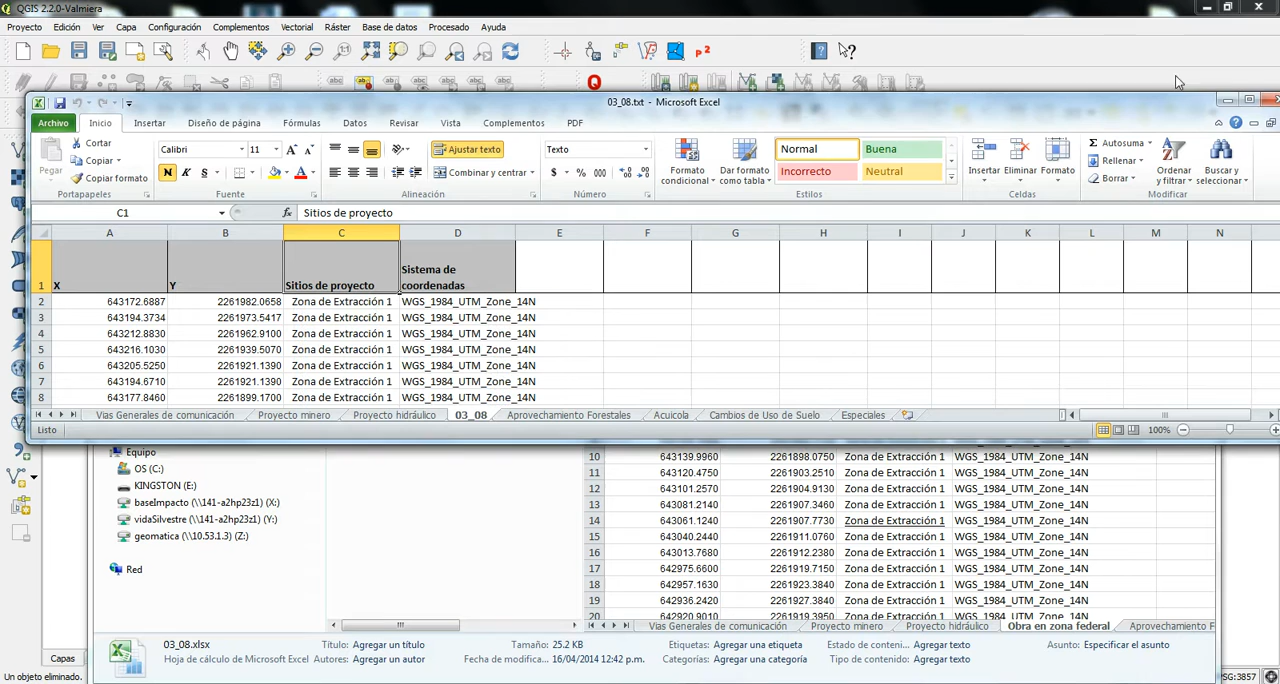 QGIS 2.2.0-Valmiera
Proyecto Edición Ver Capa Configuración Complementos Vectorial Ráster Base de datos Procesado Ayuda
03_08.txt - Microsoft Excel
Archivo Inicio Insertar Diseño de página Fórmulas Datos Revisar Vista Complementos PDF
Pegar
Cortar
Copiar
Copiar formato
Calibri 11
N K S
Ajustar texto
Combinar y centrar
Texto
$ % 000
Formato condicional
Dar formato como tabla
Normal Buena
Incorrecto Neutral
Insertar Eliminar Formato
Autosuma
Rellenar
Borrar
Ordenar y filtrar
Buscar y seleccionar
Portapapeles Fuente Alineación Número Estilos Celdas Modificar
C1 fx Sitios de proyecto
A B C D E F G H I J K L M N
1 X Y Sitios de proyecto Sistema de coordenadas
2 643172.6887 2261982.0658 Zona de Extracción 1 WGS_1984_UTM_Zone_14N
3 643194.3734 2261973.5417 Zona de Extracción 1 WGS_1984_UTM_Zone_14N
4 643212.8830 2261962.9100 Zona de Extracción 1 WGS_1984_UTM_Zone_14N
5 643216.1030 2261939.5070 Zona de Extracción 1 WGS_1984_UTM_Zone_14N
6 643205.5250 2261921.1390 Zona de Extracción 1 WGS_1984_UTM_Zone_14N
7 643194.6710 2261921.1390 Zona de Extracción 1 WGS_1984_UTM_Zone_14N
8 643177.8460 2261899.1700 Zona de Extracción 1 WGS_1984_UTM_Zone_14N
Vias Generales de comunicación Proyecto minero Proyecto hidráulico 03_08 Aprovechamiento Forestales Acuicola Cambios de Uso de Suelo Especiales
Listo 100%
Equipo
OS (C:)
KINGSTON (E:)
baseImpacto (\\141-a2hp23z1) (X:)
vidaSilvestre (\\141-a2hp23z1) (Y:)
geomatica (\\10.53.1.3) (Z:)
Red
10 643139.9960 2261898.0750 Zona de Extracción 1 WGS_1984_UTM_Zone_14N
11 643120.4750 2261903.2510 Zona de Extracción 1 WGS_1984_UTM_Zone_14N
12 643101.2570 2261904.9130 Zona de Extracción 1 WGS_1984_UTM_Zone_14N
13 643081.2140 2261907.3460 Zona de Extracción 1 WGS_1984_UTM_Zone_14N
14 643061.1240 2261907.7730 Zona de Extracción 1 WGS_1984_UTM_Zone_14N
15 643040.2440 2261911.0760 Zona de Extracción 1 WGS_1984_UTM_Zone_14N
16 643013.7680 2261912.2380 Zona de Extracción 1 WGS_1984_UTM_Zone_14N
17 642975.6600 2261919.7150 Zona de Extracción 1 WGS_1984_UTM_Zone_14N
18 642957.1630 2261923.3840 Zona de Extracción 1 WGS_1984_UTM_Zone_14N
19 642936.2420 2261927.3840 Zona de Extracción 1 WGS_1984_UTM_Zone_14N
20 642920.9010 2261919.3950 Zona de Extracción 1 WGS_1984_UTM_Zone_14N
Vias Generales de comunicación Proyecto minero Proyecto hidráulico Obra en zona federal Aprovechamiento F
03_08.xlsx Título: Agregar un título Tamaño: 25.2 KB Etiquetas: Agregar una etiqueta Estado de conteni... Agregar texto Asunto: Especificar el asunto
Hoja de cálculo de Microsoft Excel Autores: Agregar un autor Fecha de modifica... 16/04/2014 12:42 p.m. Categorías: Agregar una categoría Tipo de contenido: Agregar texto
Capas
Un objeto eliminado.
PSG:3857